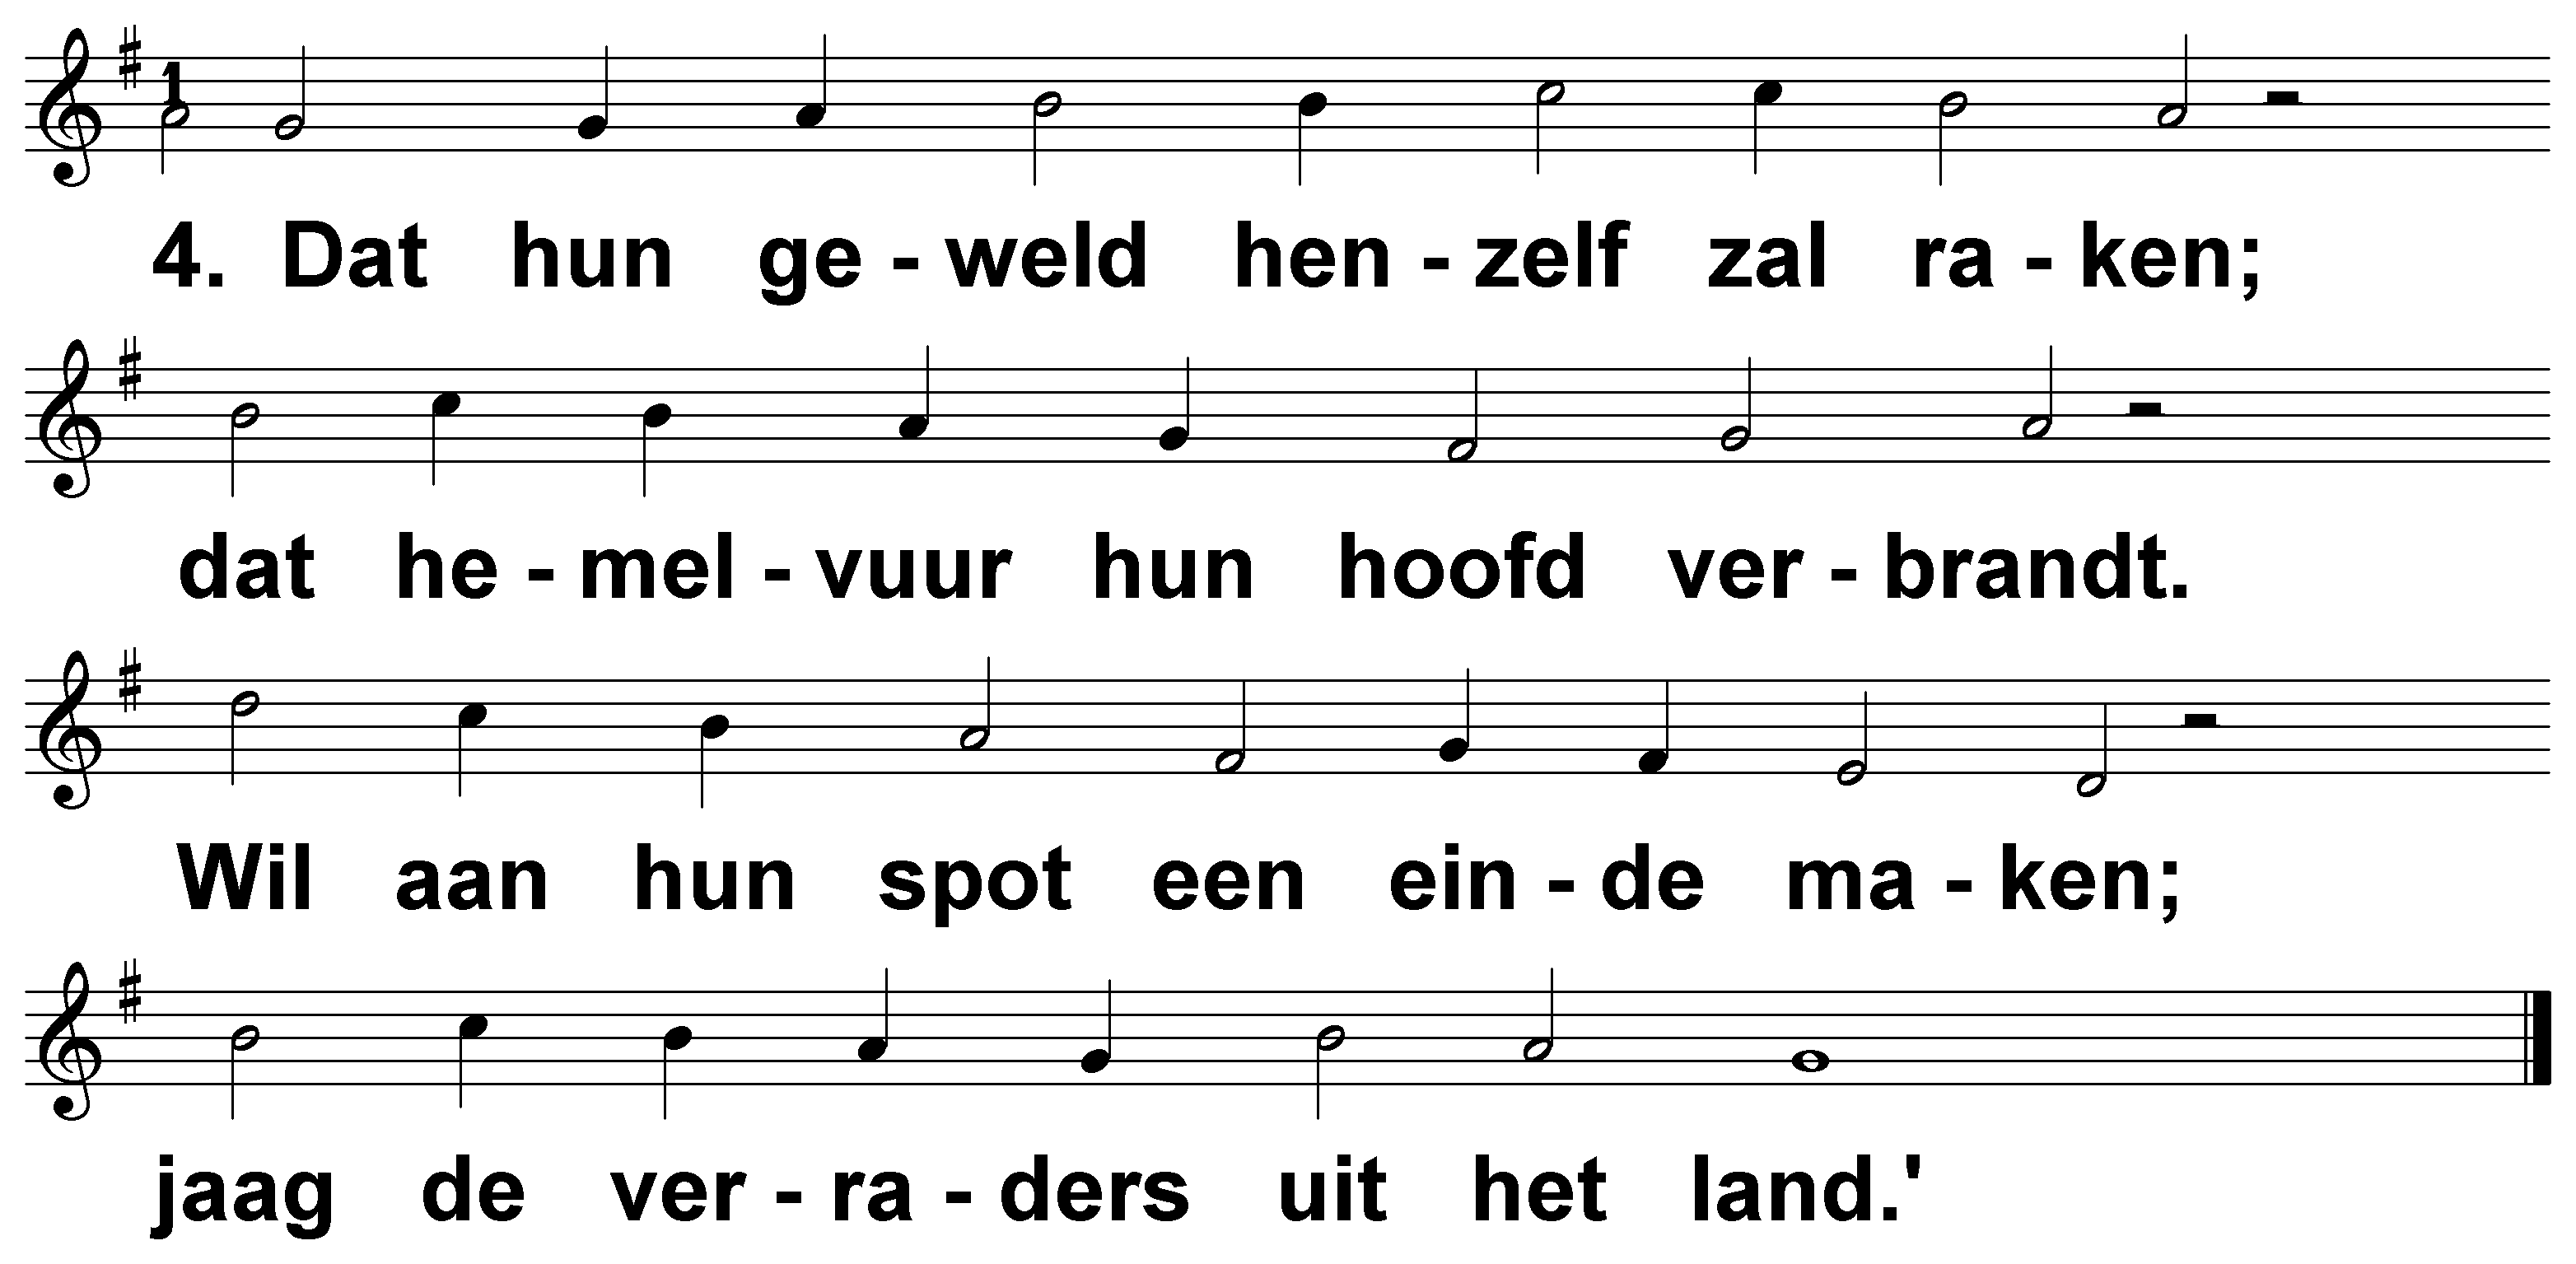 4. Dat hun ge - weld hen - zelf zal ra - ken;
dat he - mel - vuur hun hoofd ver - brandt.
Wil aan hun spot een ein - de ma - ken;
jaag de ver - ra - ders uit het land.'